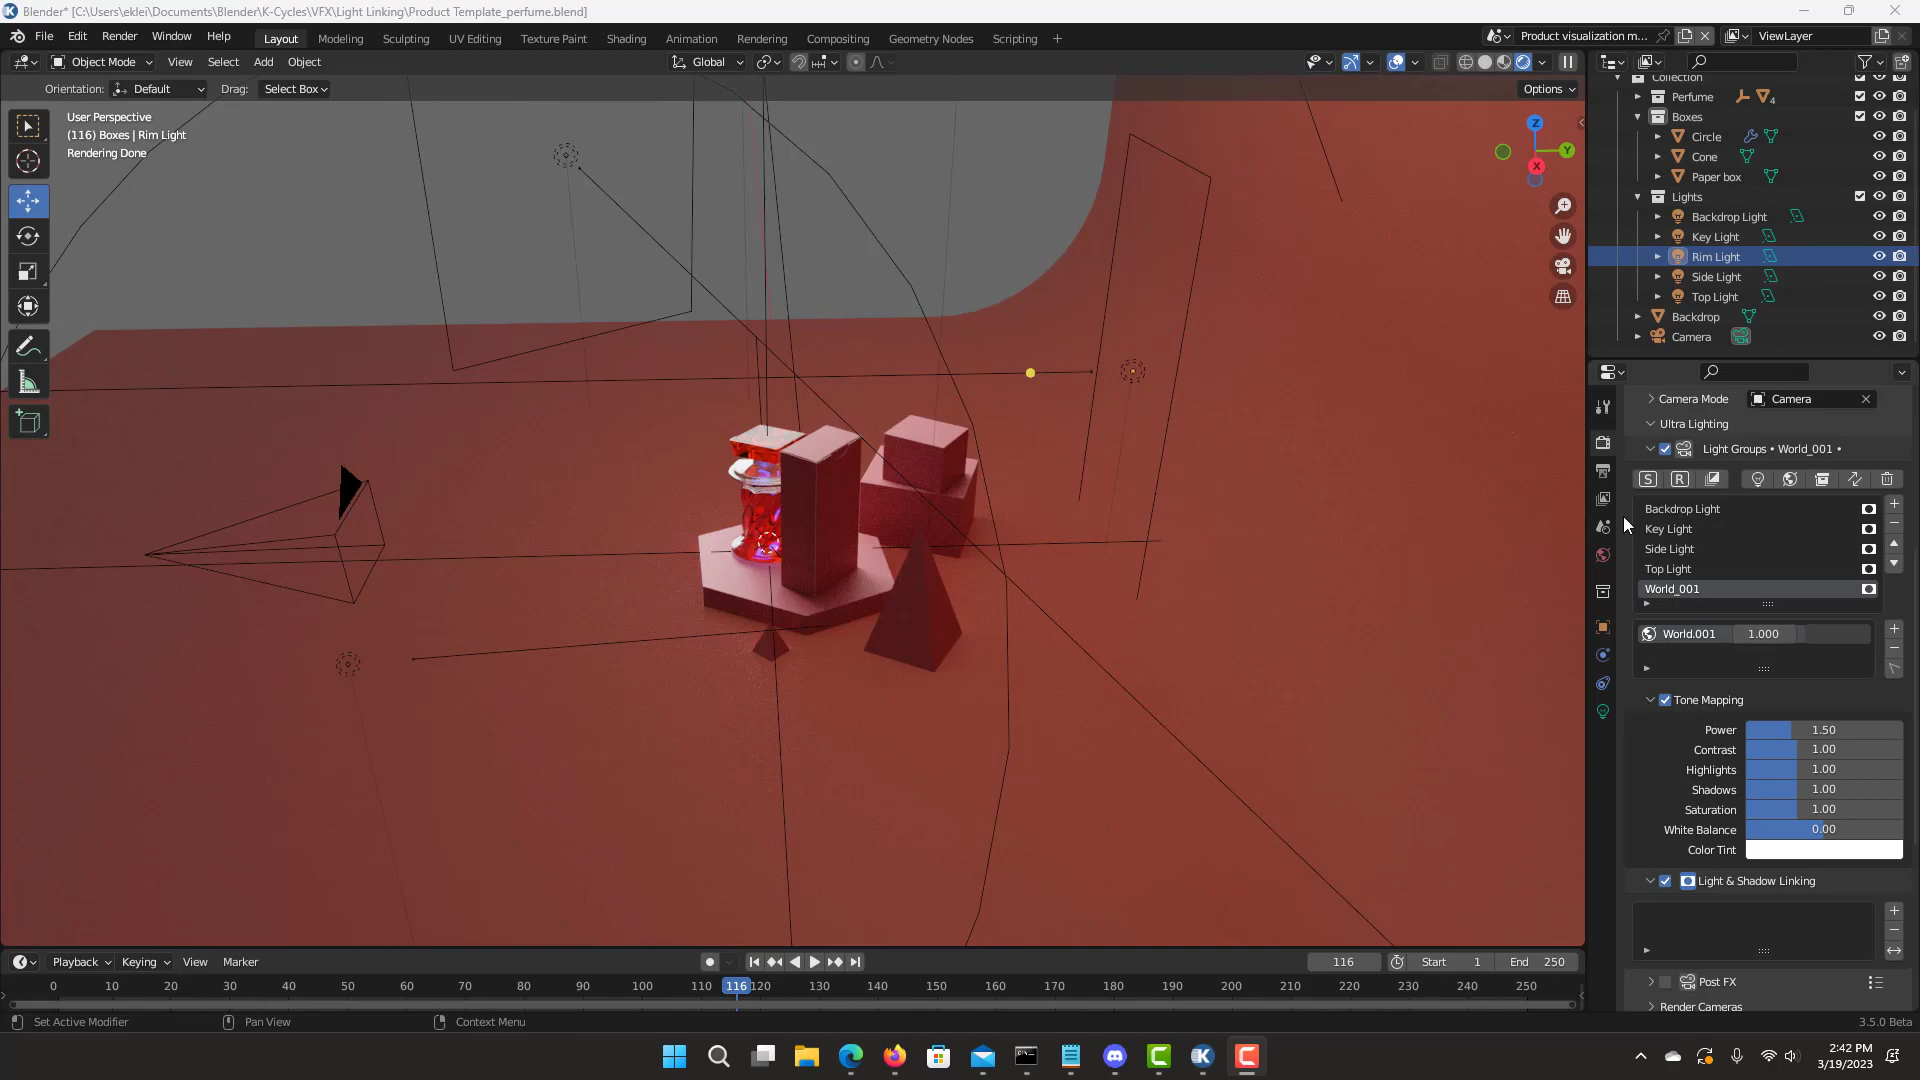 Blender* [C:\Users\eklei\Documents\Blender\K-Cycles\VFX\Light Linking\Product Template_perfume.blend]
File Edit Render Window Help
Layout Modeling Sculpting UV Editing Texture Paint Shading Animation Rendering Compositing Geometry Nodes Scripting
Product visualization m... ViewLayer
Object Mode View Select Add Object Global
Orientation: Default Drag: Select Box Options
User Perspective
(116) Boxes | Rim Light
Rendering Done
Z
Y
X
Collection
Perfume 4
Boxes
Circle
Cone
Paper box
Lights
Backdrop Light
Key Light
Rim Light
Side Light
Top Light
Backdrop
Camera
Camera Mode Camera
Ultra Lighting
Light Groups • World_001 •
S R
Backdrop Light
Key Light
Side Light
Top Light
World_001
World.001 1.000
Tone Mapping
Power 1.50
Contrast 1.00
Highlights 1.00
Shadows 1.00
Saturation 1.00
White Balance 0.00
Color Tint
Light & Shadow Linking
Post FX
Render Cameras
Playback Keying View Marker 116 Start 1 End 250
0 10 20 30 40 50 60 70 80 90 100 110 116 120 130 140 150 160 170 180 190 200 210 220 230 240 250
Set Active Modifier Pan View Context Menu 3.5.0 Beta
2:42 PM
3/19/2023